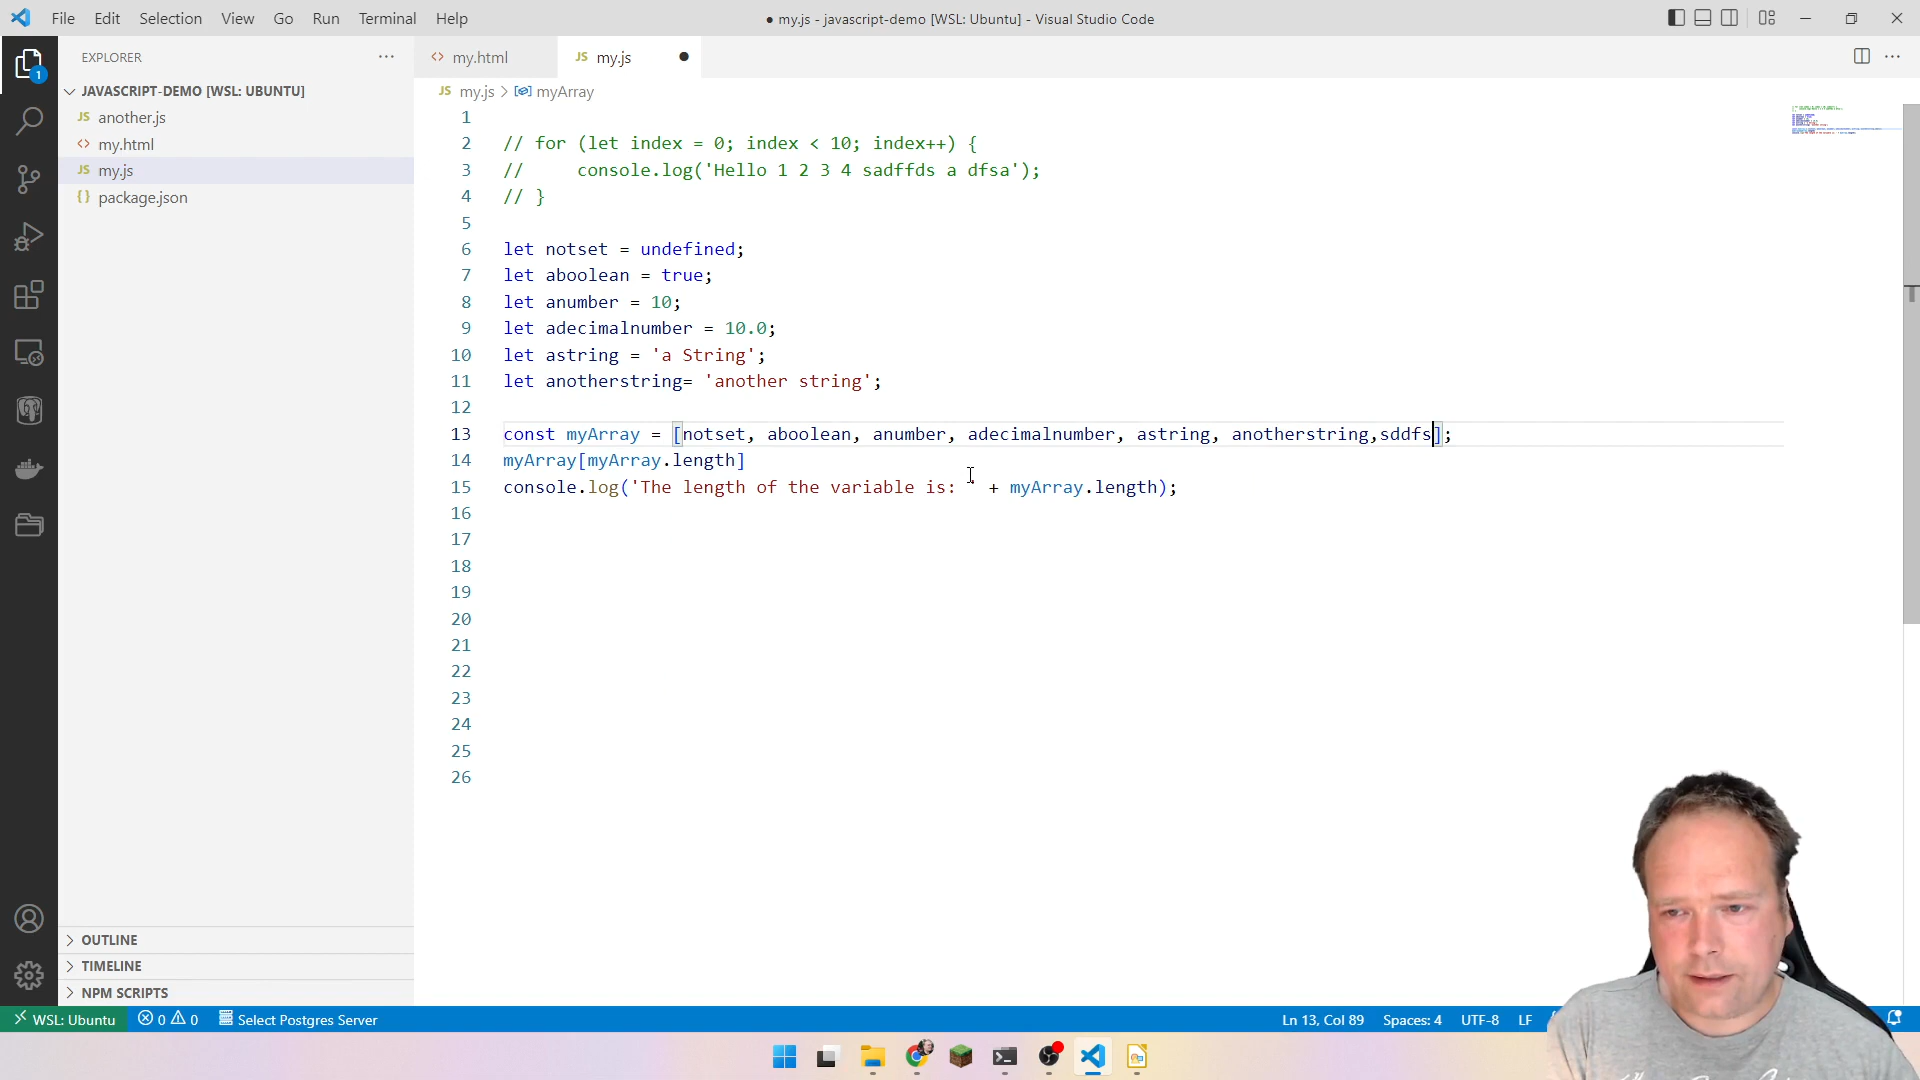 File Edit Selection View Go Run Terminal Help
● my.js - javascript-demo [WSL: Ubuntu] - Visual Studio Code
EXPLORER
JAVASCRIPT-DEMO [WSL: UBUNTU]
JS another.js
<> my.html
JS my.js
{} package.json
OUTLINE
TIMELINE
NPM SCRIPTS
1
<> my.html
JS my.js
JS my.js > myArray
1
2 // for (let index = 0; index < 10; index++) {
3 //     console.log('Hello 1 2 3 4 sadffds a dfsa');
4 // }
5
6 let notset = undefined;
7 let aboolean = true;
8 let anumber = 10;
9 let adecimalnumber = 10.0;
10 let astring = 'a String';
11 let anotherstring= 'another string';
12
13 const myArray = [notset, aboolean, anumber, adecimalnumber, astring, anotherstring,sddfs];
14 myArray[myArray.length]
15 console.log('The length of the variable is: ' + myArray.length);
16
17
18
19
20
21
22
23
24
25
26
WSL: Ubuntu 0 0 Select Postgres Server
Ln 13, Col 89 Spaces: 4 UTF-8 LF